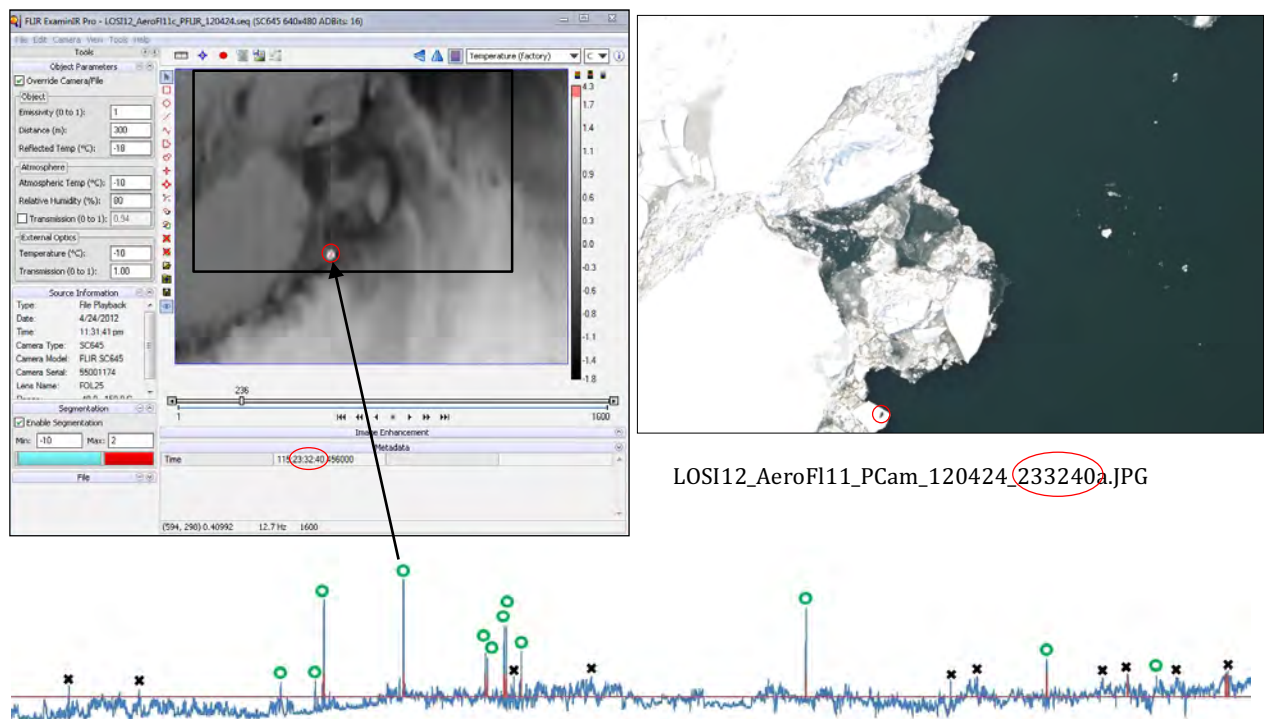 FLIR ExaminIR Pro - LOSI12_AeroFl11c_PFLIR_120424.seq (SC645 640x480 ADBits: 16)
File Edit Camera View Tools Help
Tools
Temperature (factory) C
Object Parameters
Override Camera/File
Object
Emissivity (0 to 1): 1
Distance (m): 300
Reflected Temp (°C): -18
Atmosphere
Atmospheric Temp (°C): -10
Relative Humidity (%): 80
Transmission (0 to 1): 0.94
External Optics
Temperature (°C): -10
Transmission (0 to 1): 1.00
Source Information
Type: File Playback
Date: 4/24/2012
Time: 11:31:41 pm
Camera Type: SC645
Camera Model: FLIR SC645
Camera Serial: 55001174
Lens Name: FOL25
Segmentation
Enable Segmentation
Min: -10 Max: 2
File
4.3
1.7
1.4
1.1
0.9
0.6
0.3
0.0
-0.3
-0.6
-0.8
-1.1
-1.4
-1.8
236
1 1600
Image Enhancement
Metadata
Time 115:23:32:40.456000
(594, 290) 0.40992 12.7 Hz 1600
LOSI12_AeroFl11_PCam_120424_233240a.JPG